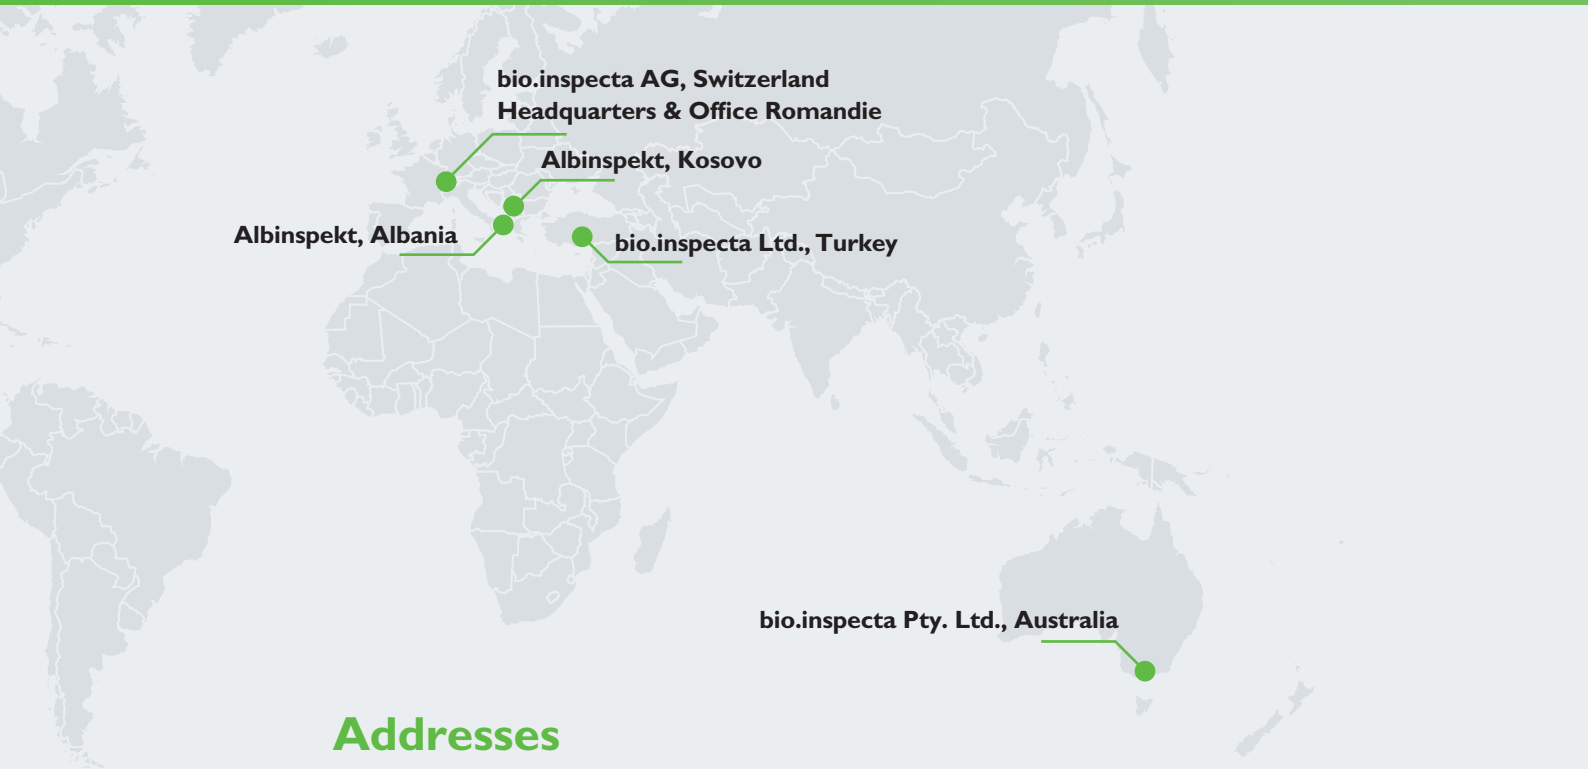 bio.inspecta AG, Switzerland
Headquarters & Office Romandie
Albinspekt, Kosovo
Albinspekt, Albania
bio.inspecta Ltd., Turkey
bio.inspecta Pty. Ltd., Australia
Addresses